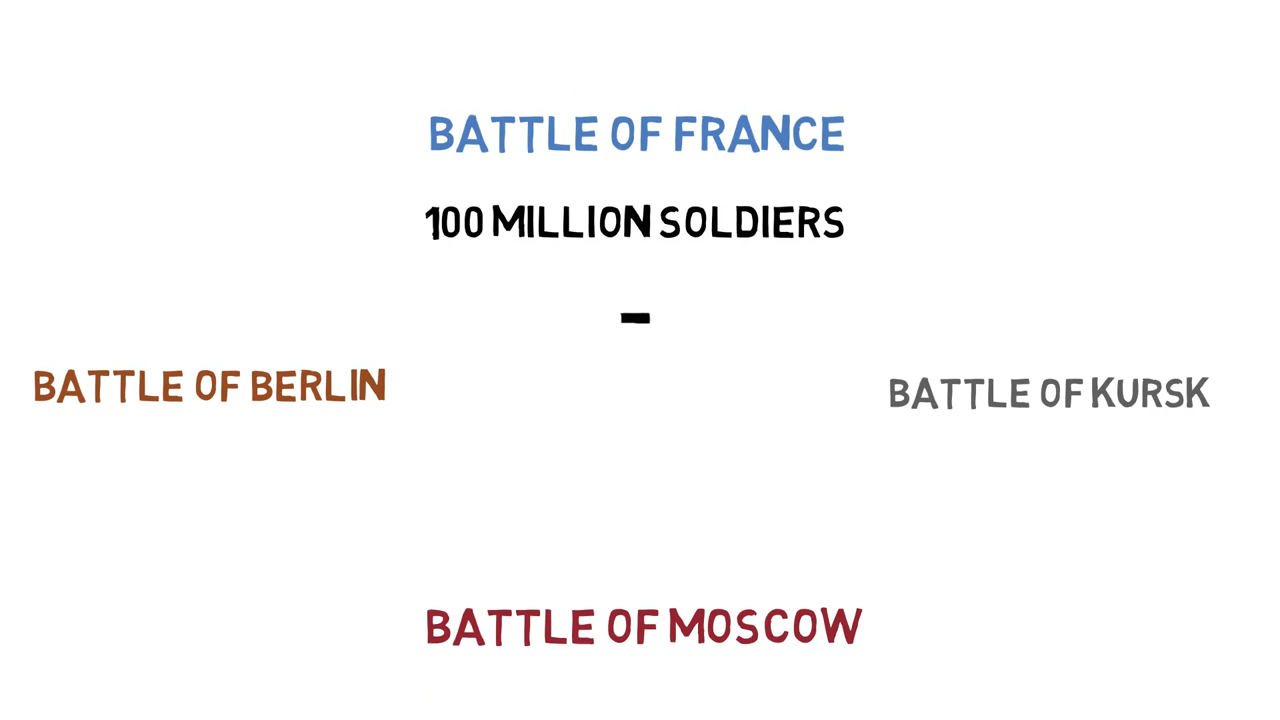 BATTLE OF FRANCE
100 MILLION SOLDIERS
-
BATTLE OF BERLIN
BATTLE OF KURSK
BATTLE OF MOSCOW